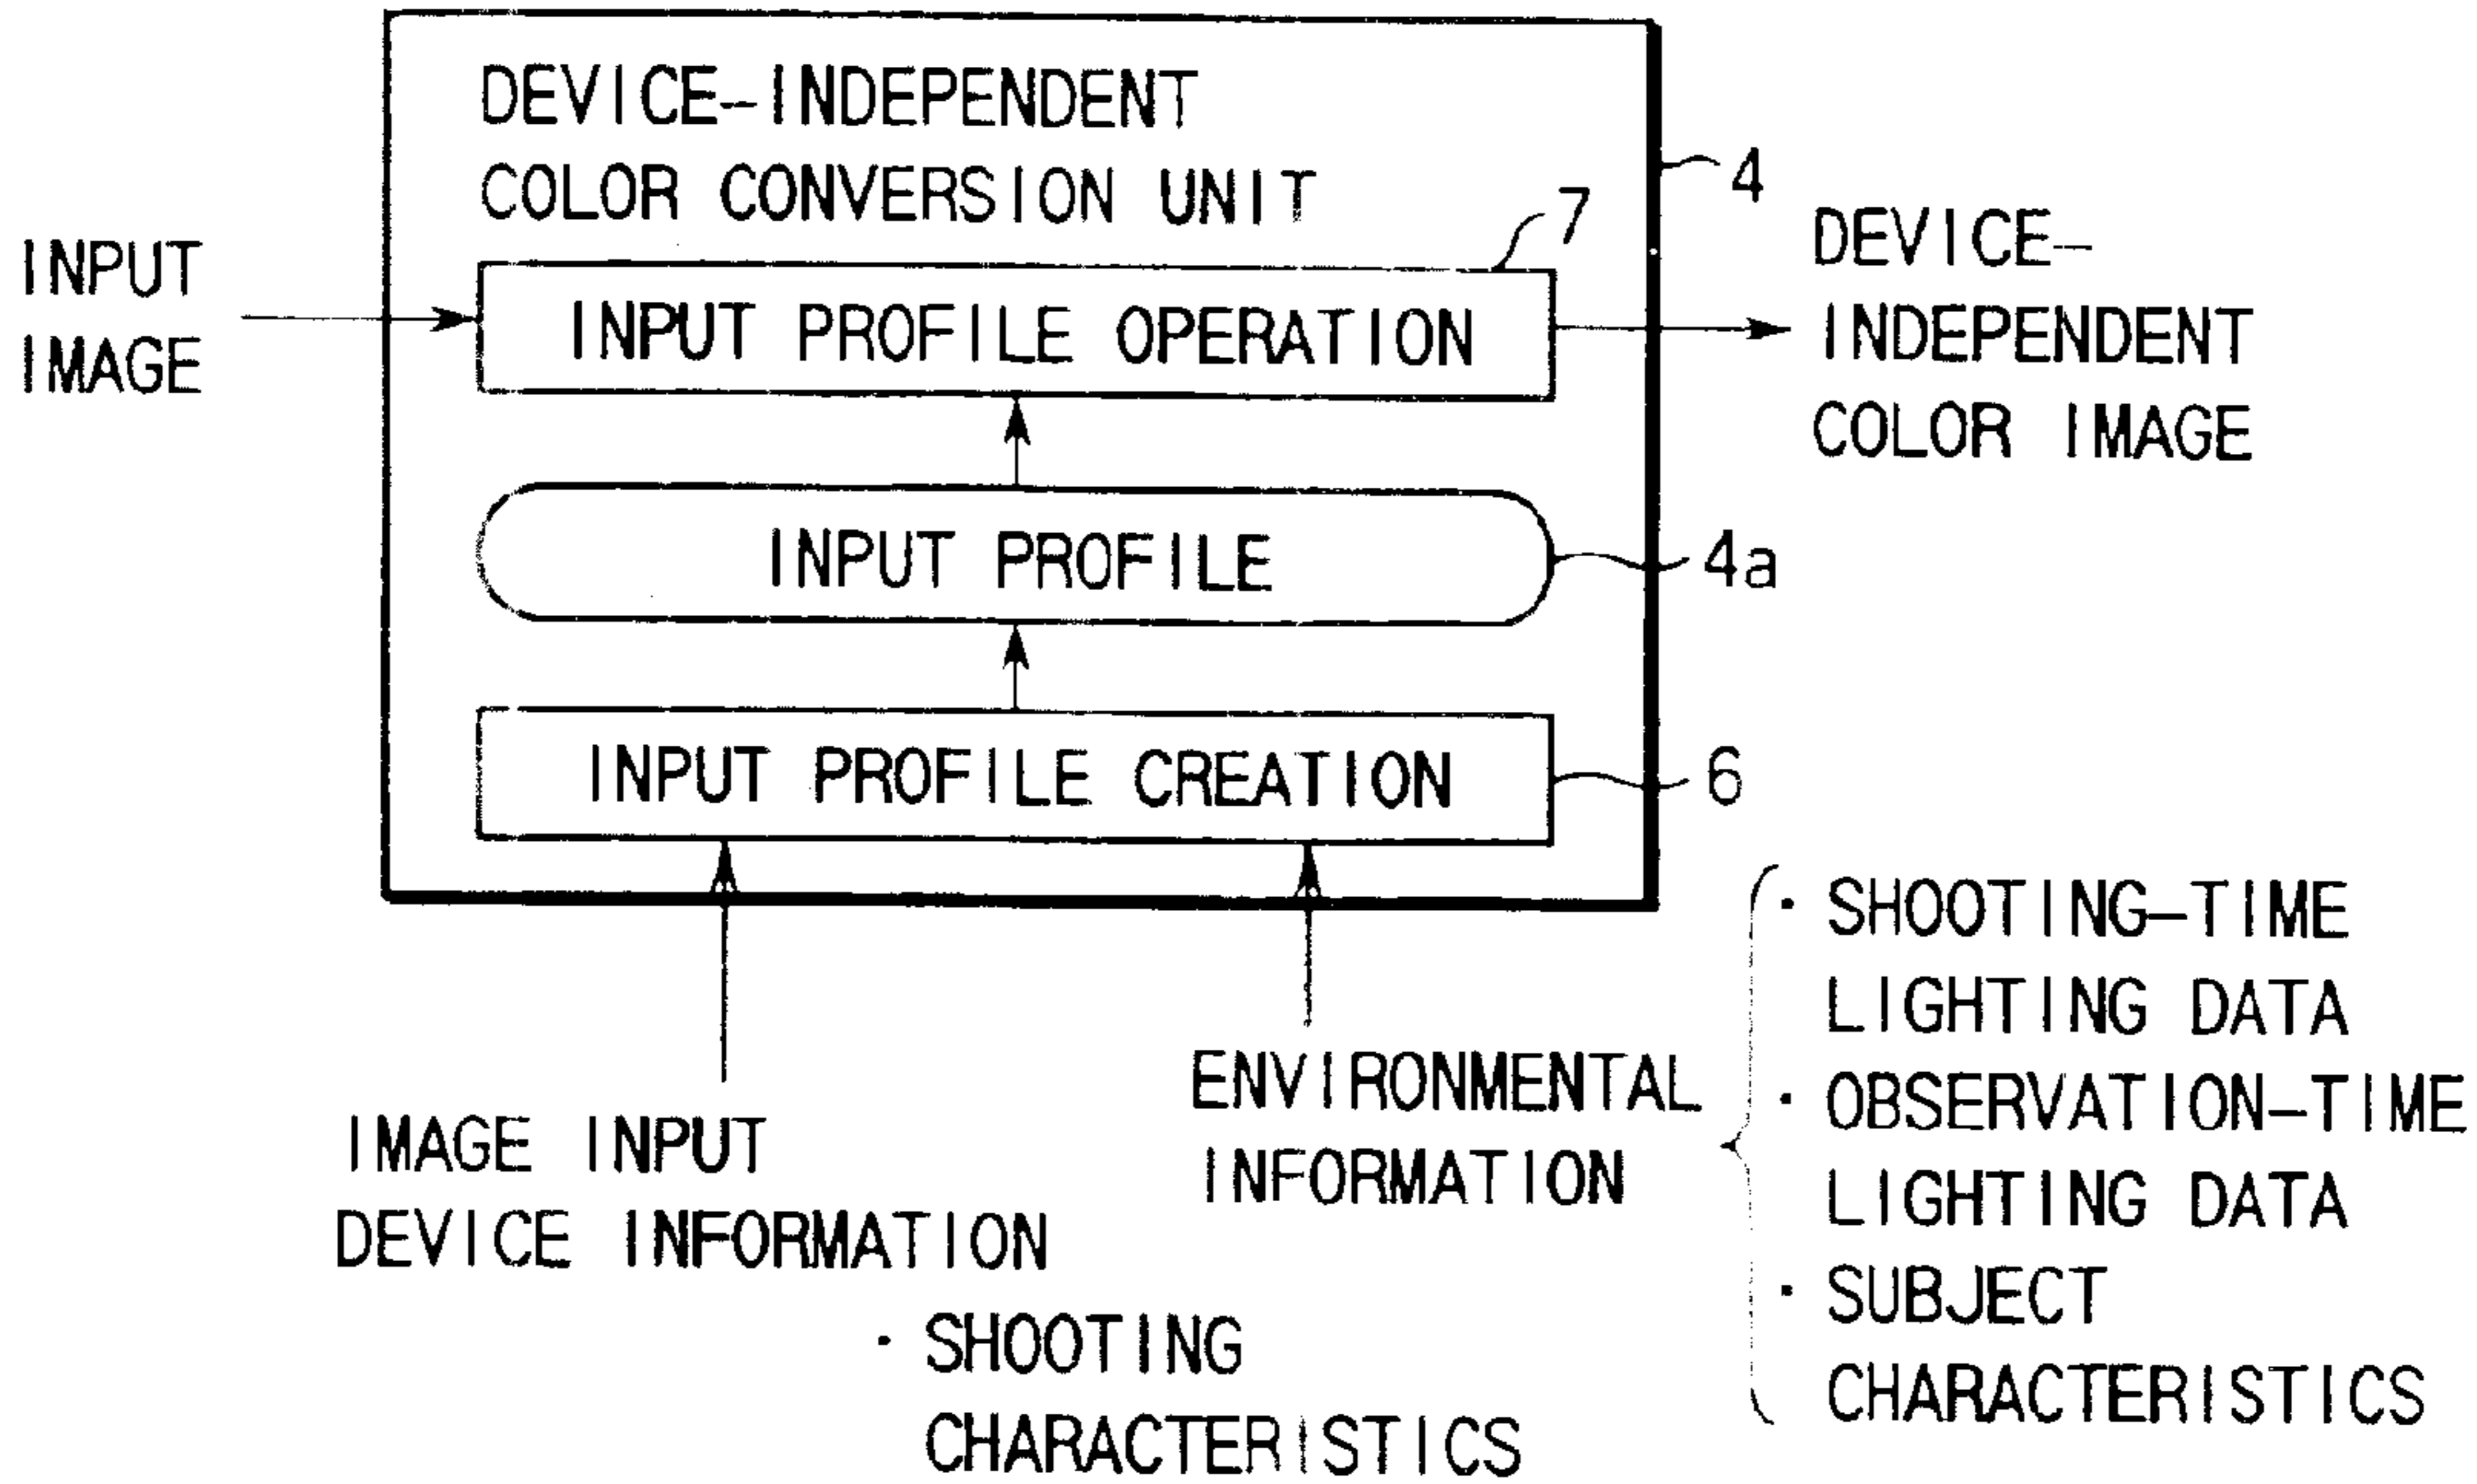 DEVICE-INDEPENDENT
COLOR CONVERSION UNIT
4
7
INPUT
IMAGE
INPUT PROFILE OPERATION
DEVICE-
INDEPENDENT
COLOR IMAGE
INPUT PROFILE
4a
INPUT PROFILE CREATION
6
IMAGE INPUT
DEVICE INFORMATION
· SHOOTING
CHARACTERISTICS
ENVIRONMENTAL
INFORMATION
· SHOOTING-TIME
LIGHTING DATA
· OBSERVATION-TIME
LIGHTING DATA
· SUBJECT
CHARACTERISTICS